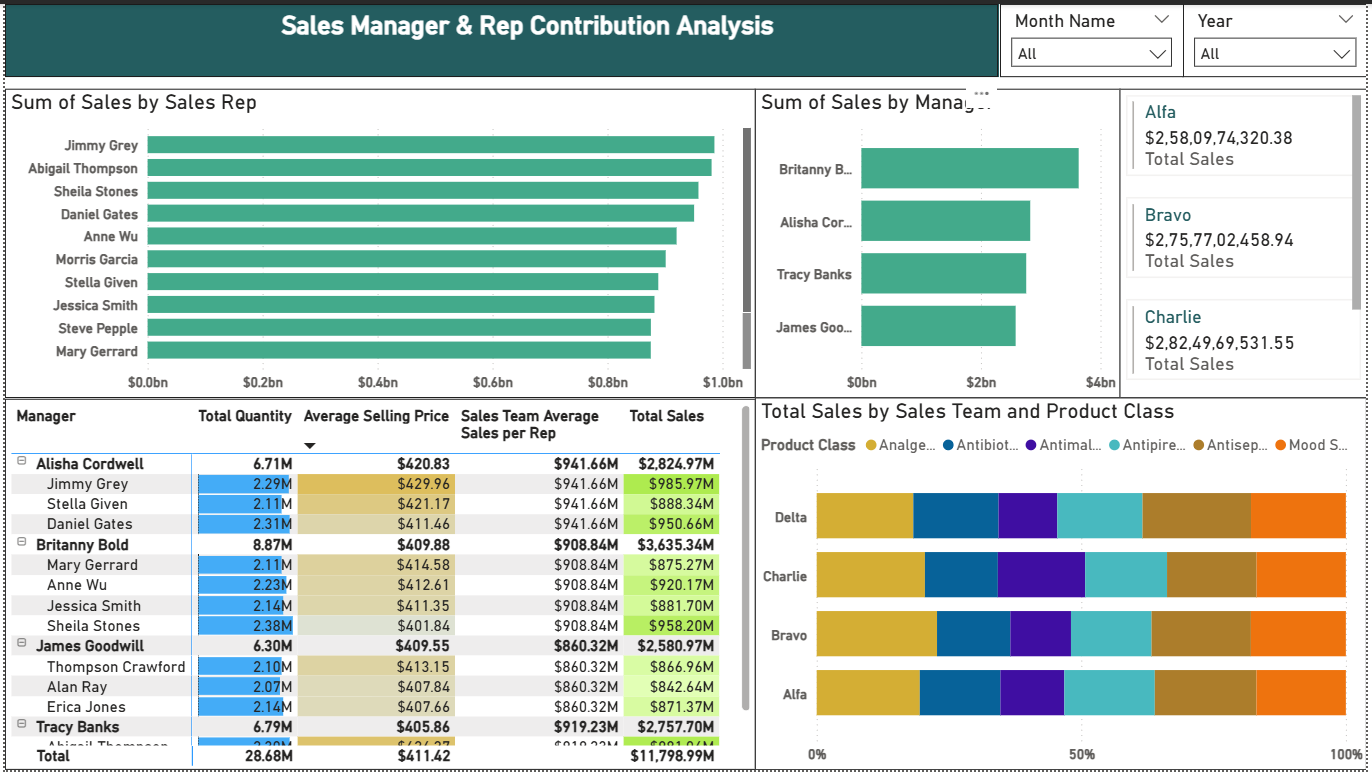 Sales Manager & Rep Contribution Analysis
Month Name
All
Year
All
Sum of Sales by Sales Rep
Jimmy Grey
Abigail Thompson
Sheila Stones
Daniel Gates
Anne Wu
Morris Garcia
Stella Given
Jessica Smith
Steve Pepple
Mary Gerrard
$0.0bn $0.2bn $0.4bn $0.6bn $0.8bn $1.0bn
Sum of Sales by Manager
Britanny B...
Alisha Cor...
Tracy Banks
James Goo...
$0bn $2bn $4bn
Alfa
$2,58,09,74,320.38
Total Sales
Bravo
$2,75,77,02,458.94
Total Sales
Charlie
$2,82,49,69,531.55
Total Sales
Manager Total Quantity Average Selling Price Sales Team Average Sales per Rep Total Sales
Alisha Cordwell 6.71M $420.83 $941.66M $2,824.97M
Jimmy Grey 2.29M $429.96 $941.66M $985.97M
Stella Given 2.11M $421.17 $941.66M $888.34M
Daniel Gates 2.31M $411.46 $941.66M $950.66M
Britanny Bold 8.87M $409.88 $908.84M $3,635.34M
Mary Gerrard 2.11M $414.58 $908.84M $875.27M
Anne Wu 2.23M $412.61 $908.84M $920.17M
Jessica Smith 2.14M $411.35 $908.84M $881.70M
Sheila Stones 2.38M $401.84 $908.84M $958.20M
James Goodwill 6.30M $409.55 $860.32M $2,580.97M
Thompson Crawford 2.10M $413.15 $860.32M $866.96M
Alan Ray 2.07M $407.84 $860.32M $842.64M
Erica Jones 2.14M $407.66 $860.32M $871.37M
Tracy Banks 6.79M $405.86 $919.23M $2,757.70M
Abigail Thompson
Total 28.68M $411.42 $11,798.99M
Total Sales by Sales Team and Product Class
Product Class Analge... Antibiot... Antimal... Antipire... Antisep... Mood S...
Delta
Charlie
Bravo
Alfa
0% 50% 100%